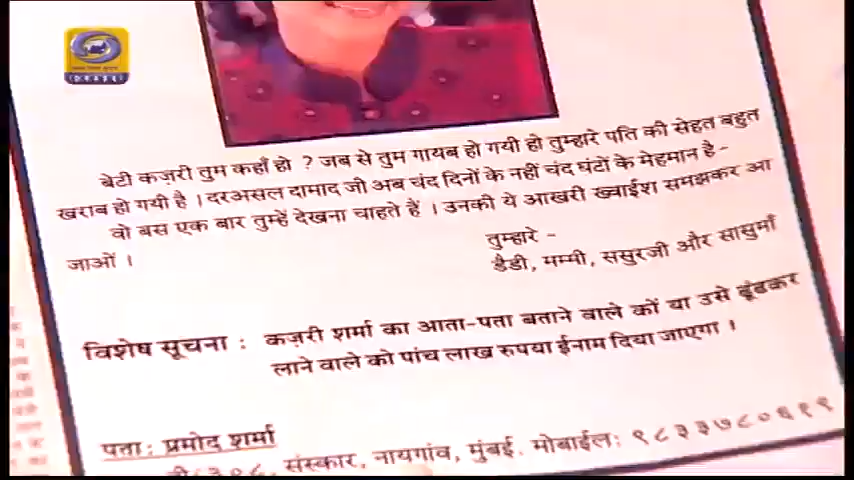 बेटी कज़री तुम कहाँ हो ? जब से तुम गायब हो गयी हो तुम्हारे पति की सेहत बहुत
खराब हो गयी है । दरअसल दामाद जी अब चंद दिनों के नहीं चंद घंटों के मेहमान है -
वो बस एक बार तुम्हें देखना चाहते हैं । उनकी ये आखरी ख्वाईश समझकर आ
जाओं ।
तुम्हारे -
डैडी, मम्मी, ससुरजी और सासुमाँ
विशेष सूचना : कज़री शर्मा का आता-पता बताने वाले कों या उसे ढूंढकर
लाने वाले को पांच लाख रुपया ईनाम दिया जाएगा ।
पता: प्रमोद शर्मा
संस्कार, नायगांव, मुंबई. मोबाईल: ९८३३७८०६१९